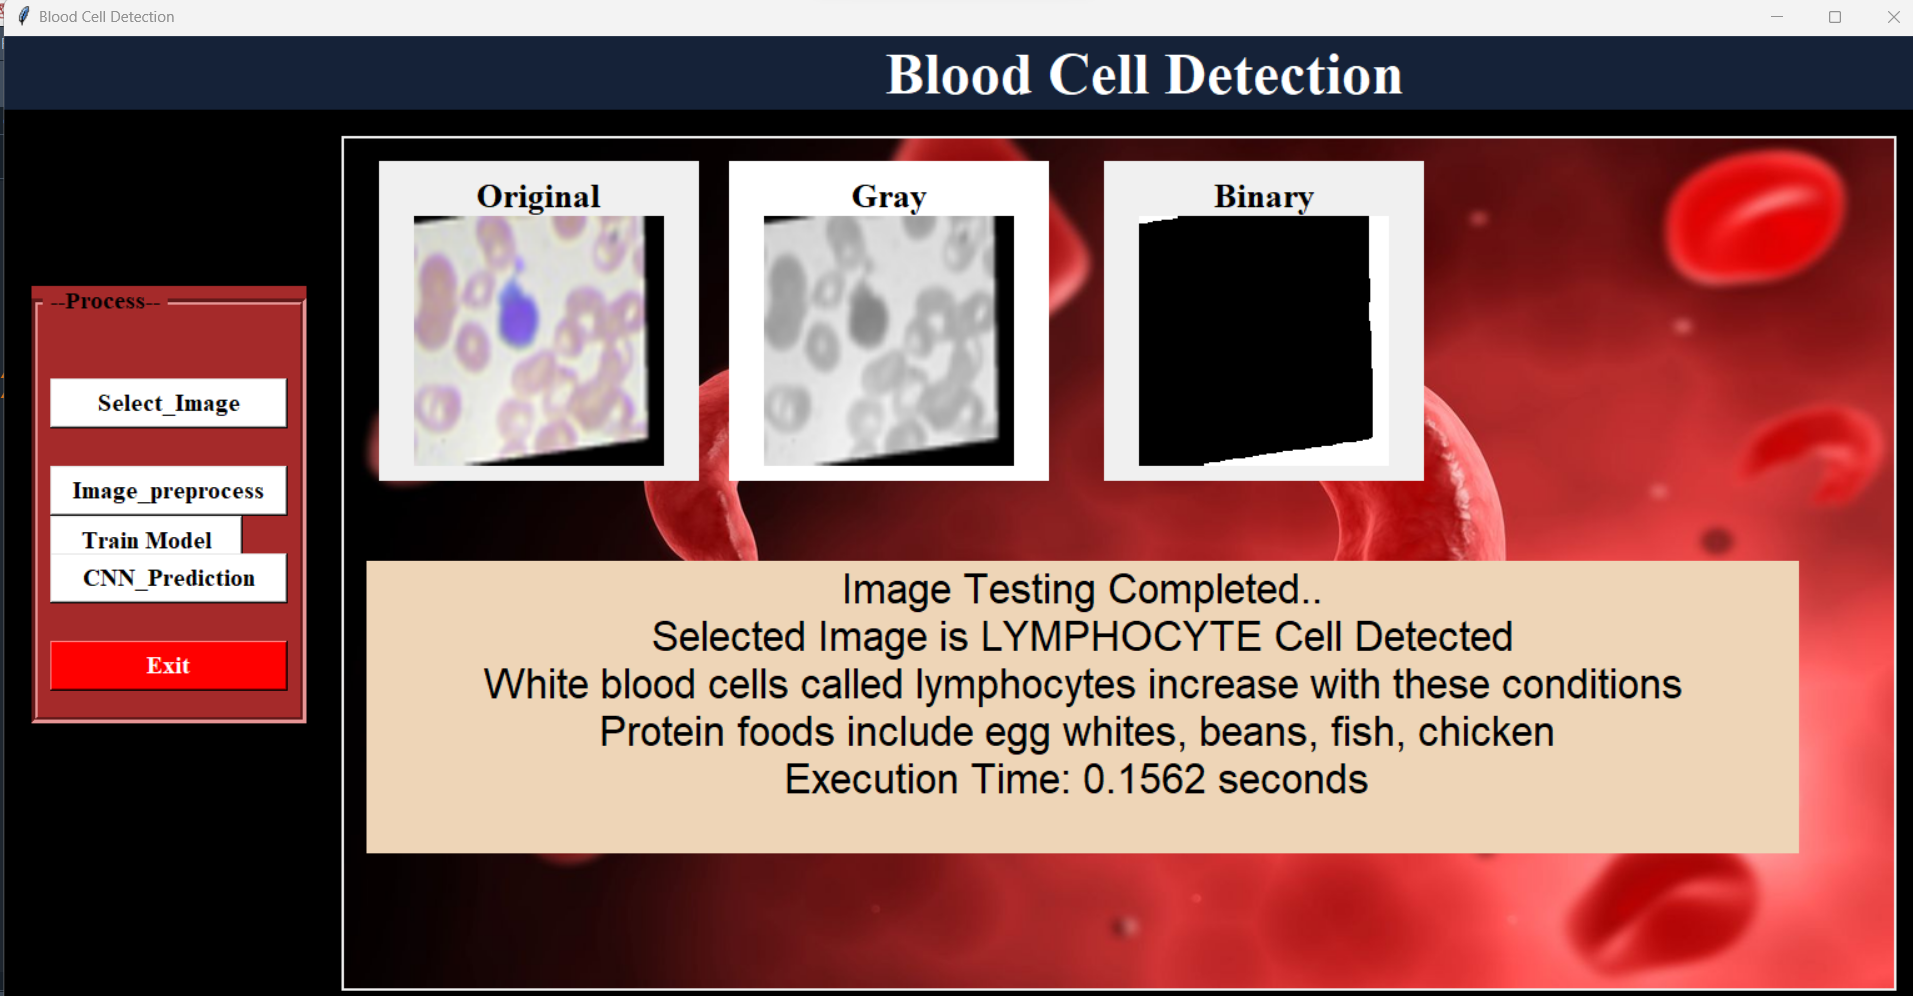 Blood Cell Detection
Blood Cell Detection
Original
Gray
Binary
--Process--
Select_Image
Image_preprocess
Train Model
CNN_Prediction
Exit
Image Testing Completed..
Selected Image is LYMPHOCYTE Cell Detected
White blood cells called lymphocytes increase with these conditions
Protein foods include egg whites, beans, fish, chicken
Execution Time: 0.1562 seconds